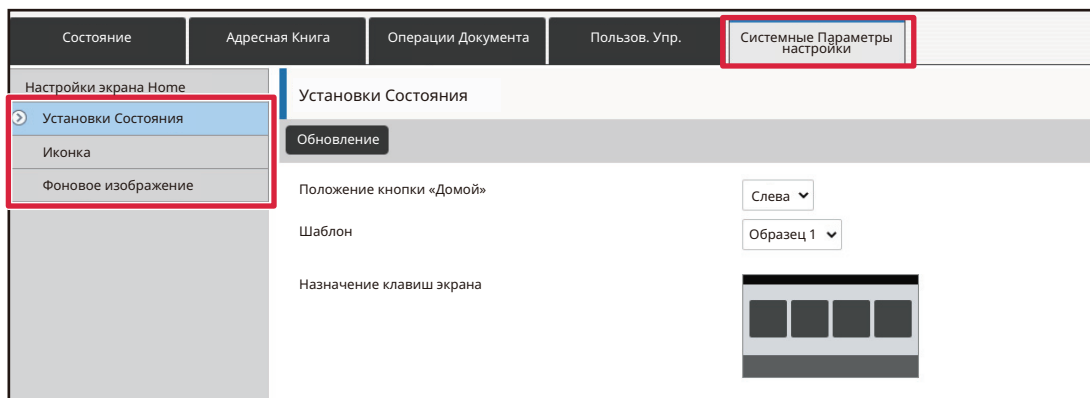 Состояние
Адресная Книга
Операции Документа
Пользов. Упр.
Системные Параметры
настройки
Настройки экрана Home
Установки Состояния
Иконка
Фоновое изображение
Установки Состояния
Обновление
Положение кнопки «Домой»
Слева
Шаблон
Образец 1
Назначение клавиш экрана